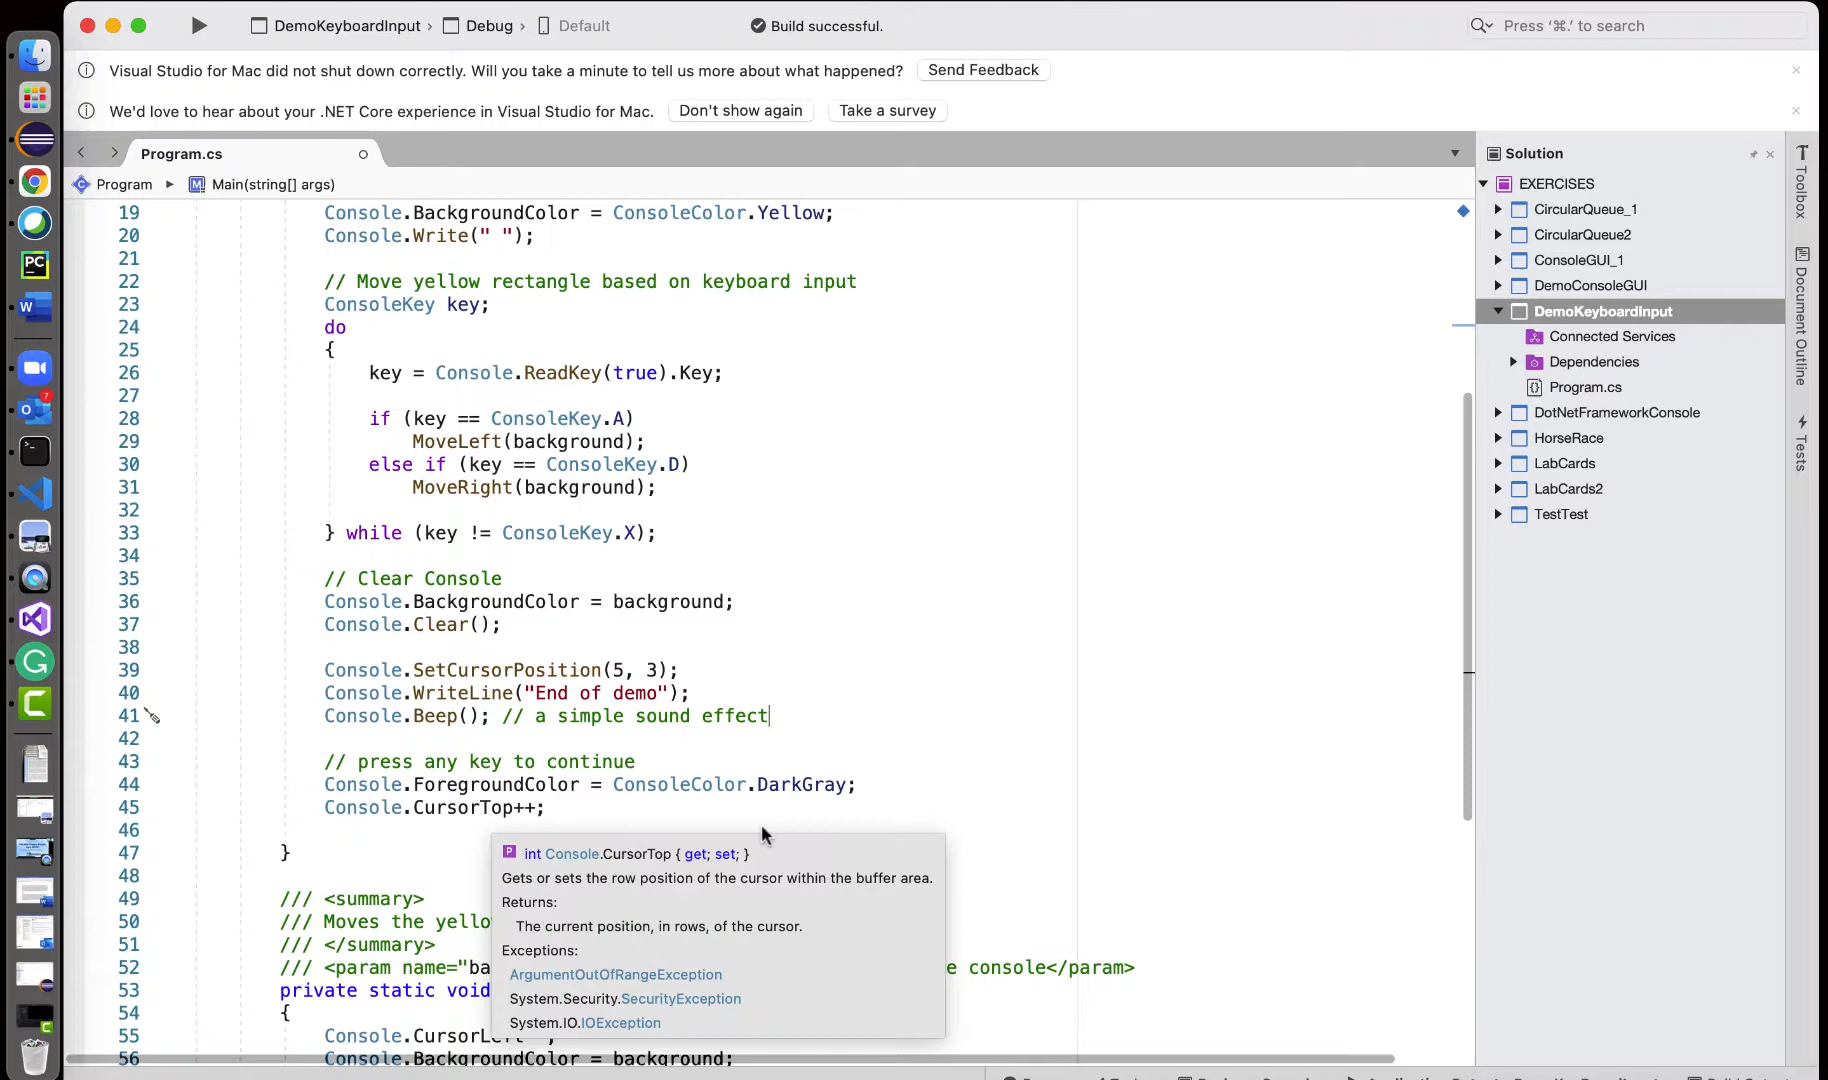 DemoKeyboardInput › Debug › Default
Build successful.
Press ‘⌘.’ to search
Visual Studio for Mac did not shut down correctly. Will you take a minute to tell us more about what happened? Send Feedback
We'd love to hear about your .NET Core experience in Visual Studio for Mac. Don't show again Take a survey
Program.cs
Program Main(string[] args)
19 Console.BackgroundColor = ConsoleColor.Yellow;
20 Console.Write(" ");
21
22 // Move yellow rectangle based on keyboard input
23 ConsoleKey key;
24 do
25 {
26 key = Console.ReadKey(true).Key;
27
28 if (key == ConsoleKey.A)
29 MoveLeft(background);
30 else if (key == ConsoleKey.D)
31 MoveRight(background);
32
33 } while (key != ConsoleKey.X);
34
35 // Clear Console
36 Console.BackgroundColor = background;
37 Console.Clear();
38
39 Console.SetCursorPosition(5, 3);
40 Console.WriteLine("End of demo");
41 Console.Beep(); // a simple sound effect
42
43 // press any key to continue
44 Console.ForegroundColor = ConsoleColor.DarkGray;
45 Console.CursorTop++;
46
47 }
48
49 /// <summary>
50 /// Moves the yello
51 /// </summary>
52 /// <param name="ba e console</param>
53 private static void
54 {
55
56 Console.BackgroundColor = background;
int Console.CursorTop { get; set; }
Gets or sets the row position of the cursor within the buffer area.
Returns:
The current position, in rows, of the cursor.
Exceptions:
ArgumentOutOfRangeException
System.Security.SecurityException
System.IO.IOException
Solution
EXERCISES
CircularQueue_1
CircularQueue2
ConsoleGUI_1
DemoConsoleGUI
DemoKeyboardInput
Connected Services
Dependencies
Program.cs
DotNetFrameworkConsole
HorseRace
LabCards
LabCards2
TestTest
Toolbox
Document Outline
Tests
PC
W
7